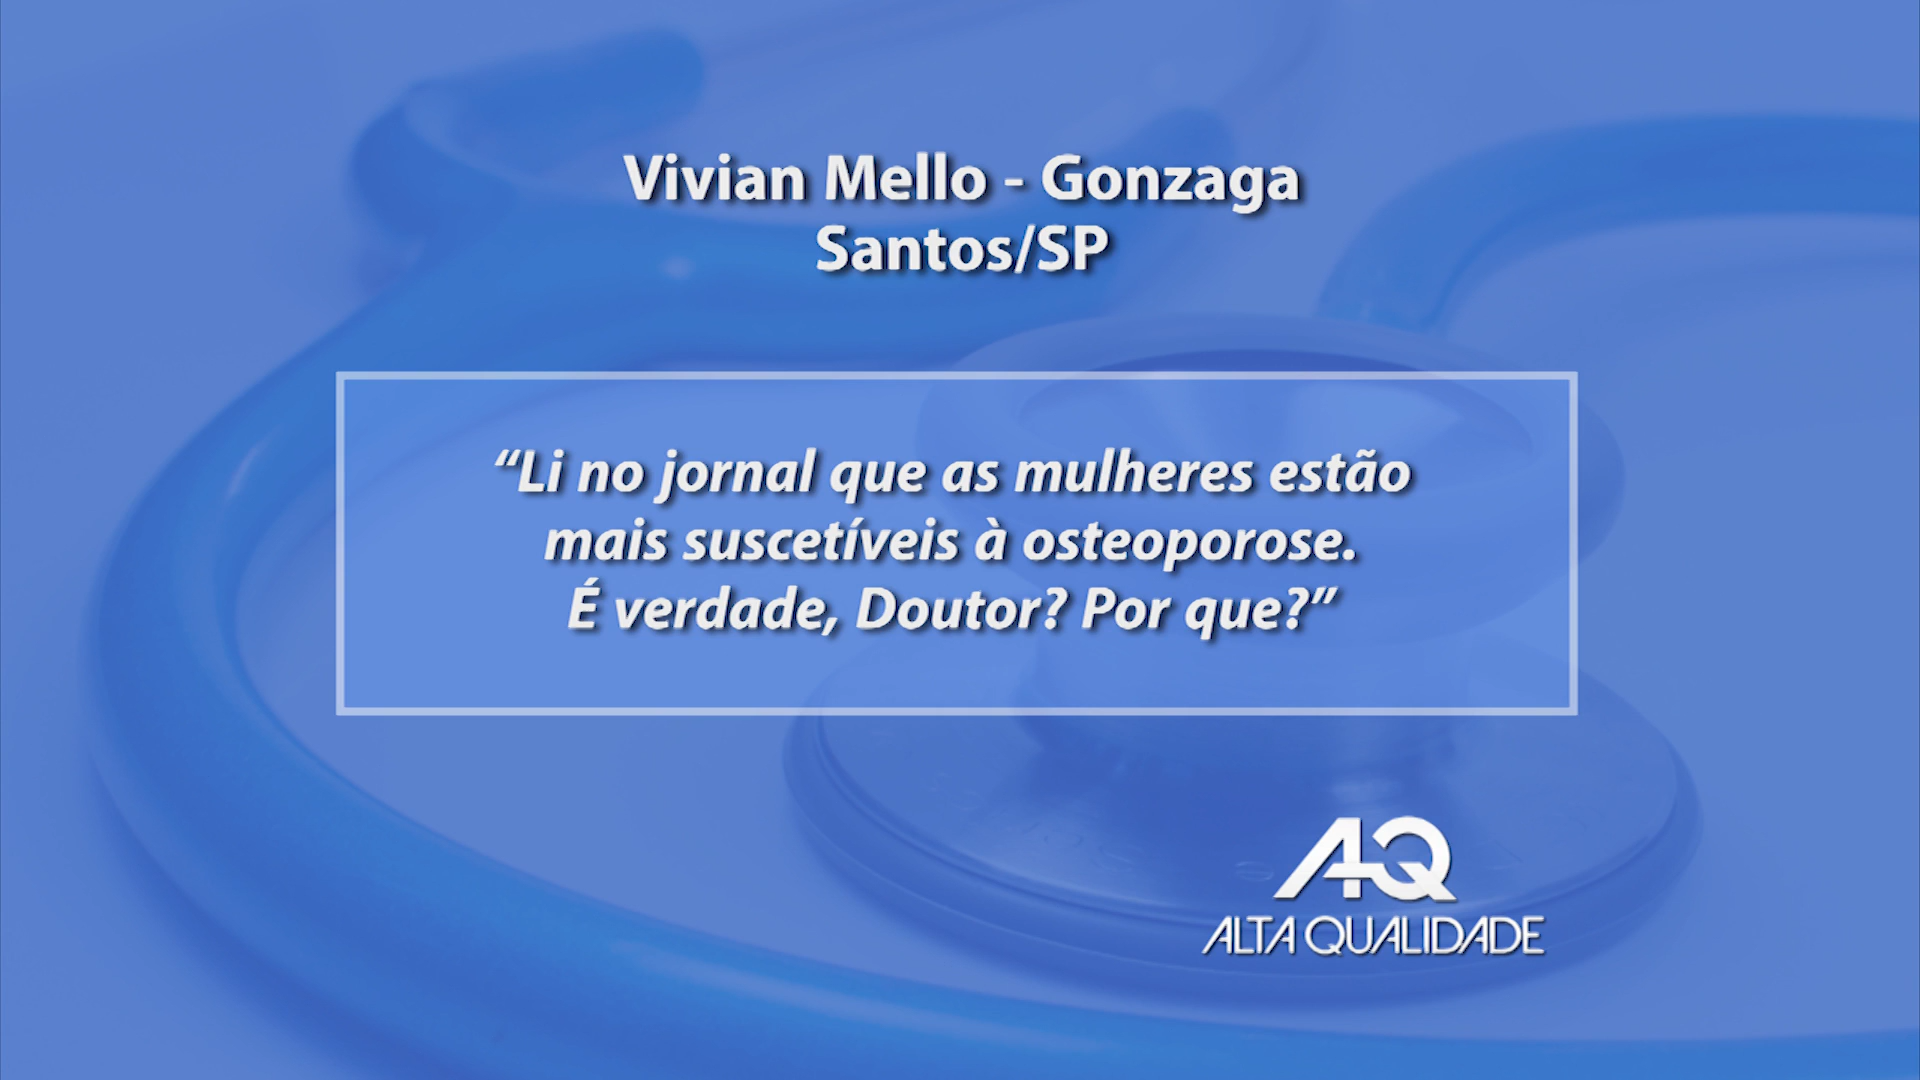 Vivian Mello - Gonzaga
Santos/SP
“Li no jornal que as mulheres estão
mais suscetíveis à osteoporose.
É verdade, Doutor? Por que?”
AQ
ALTA QUALIDADE